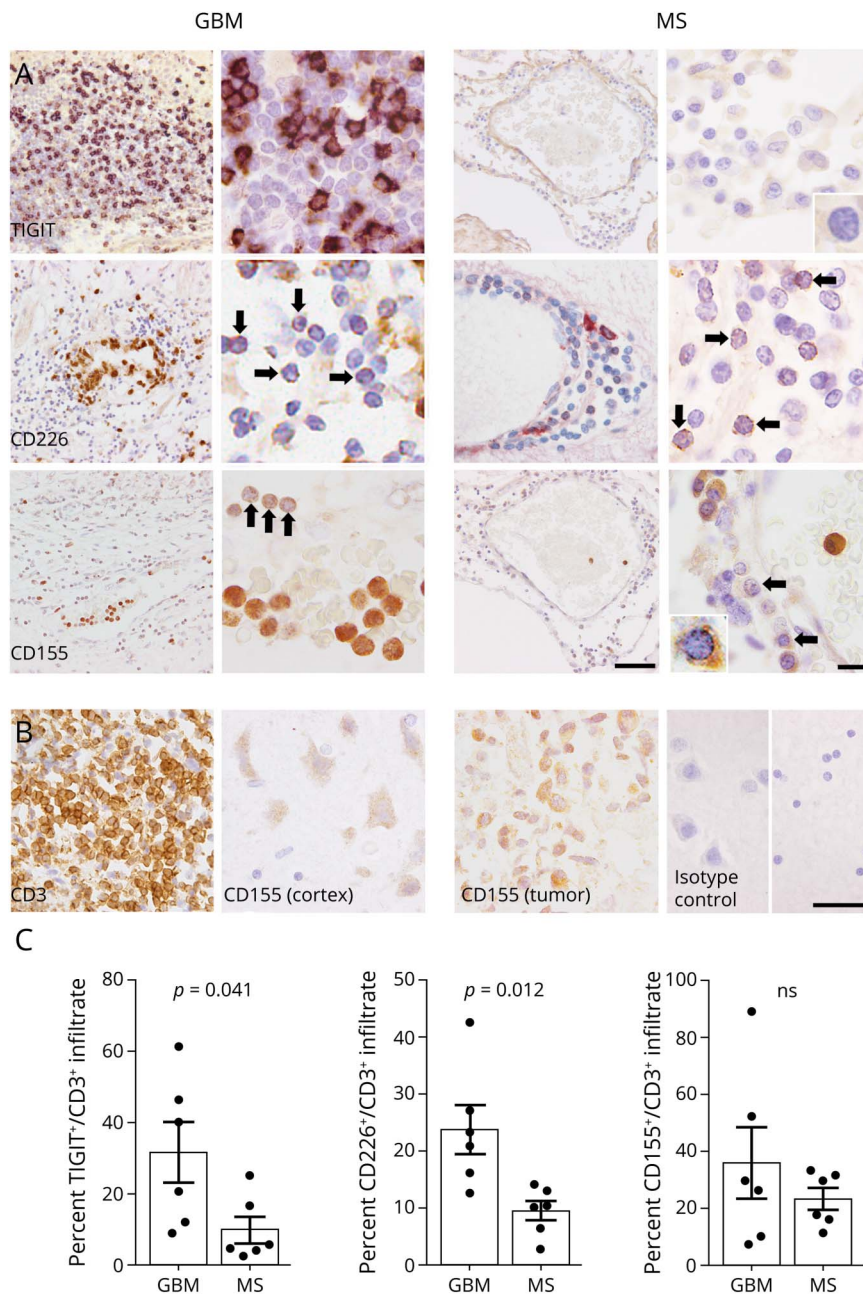 GBM MS
A
TIGIT
CD226
CD155
B
CD3
CD155 (cortex)
CD155 (tumor)
Isotype
control
C
Percent TIGIT⁺/CD3⁺ infiltrate
80
60
40
20
0
p = 0.041
GBM MS
Percent CD226⁺/CD3⁺ infiltrate
50
40
30
20
10
0
p = 0.012
GBM MS
Percent CD155⁺/CD3⁺ infiltrate
100
80
60
40
20
0
ns
GBM MS